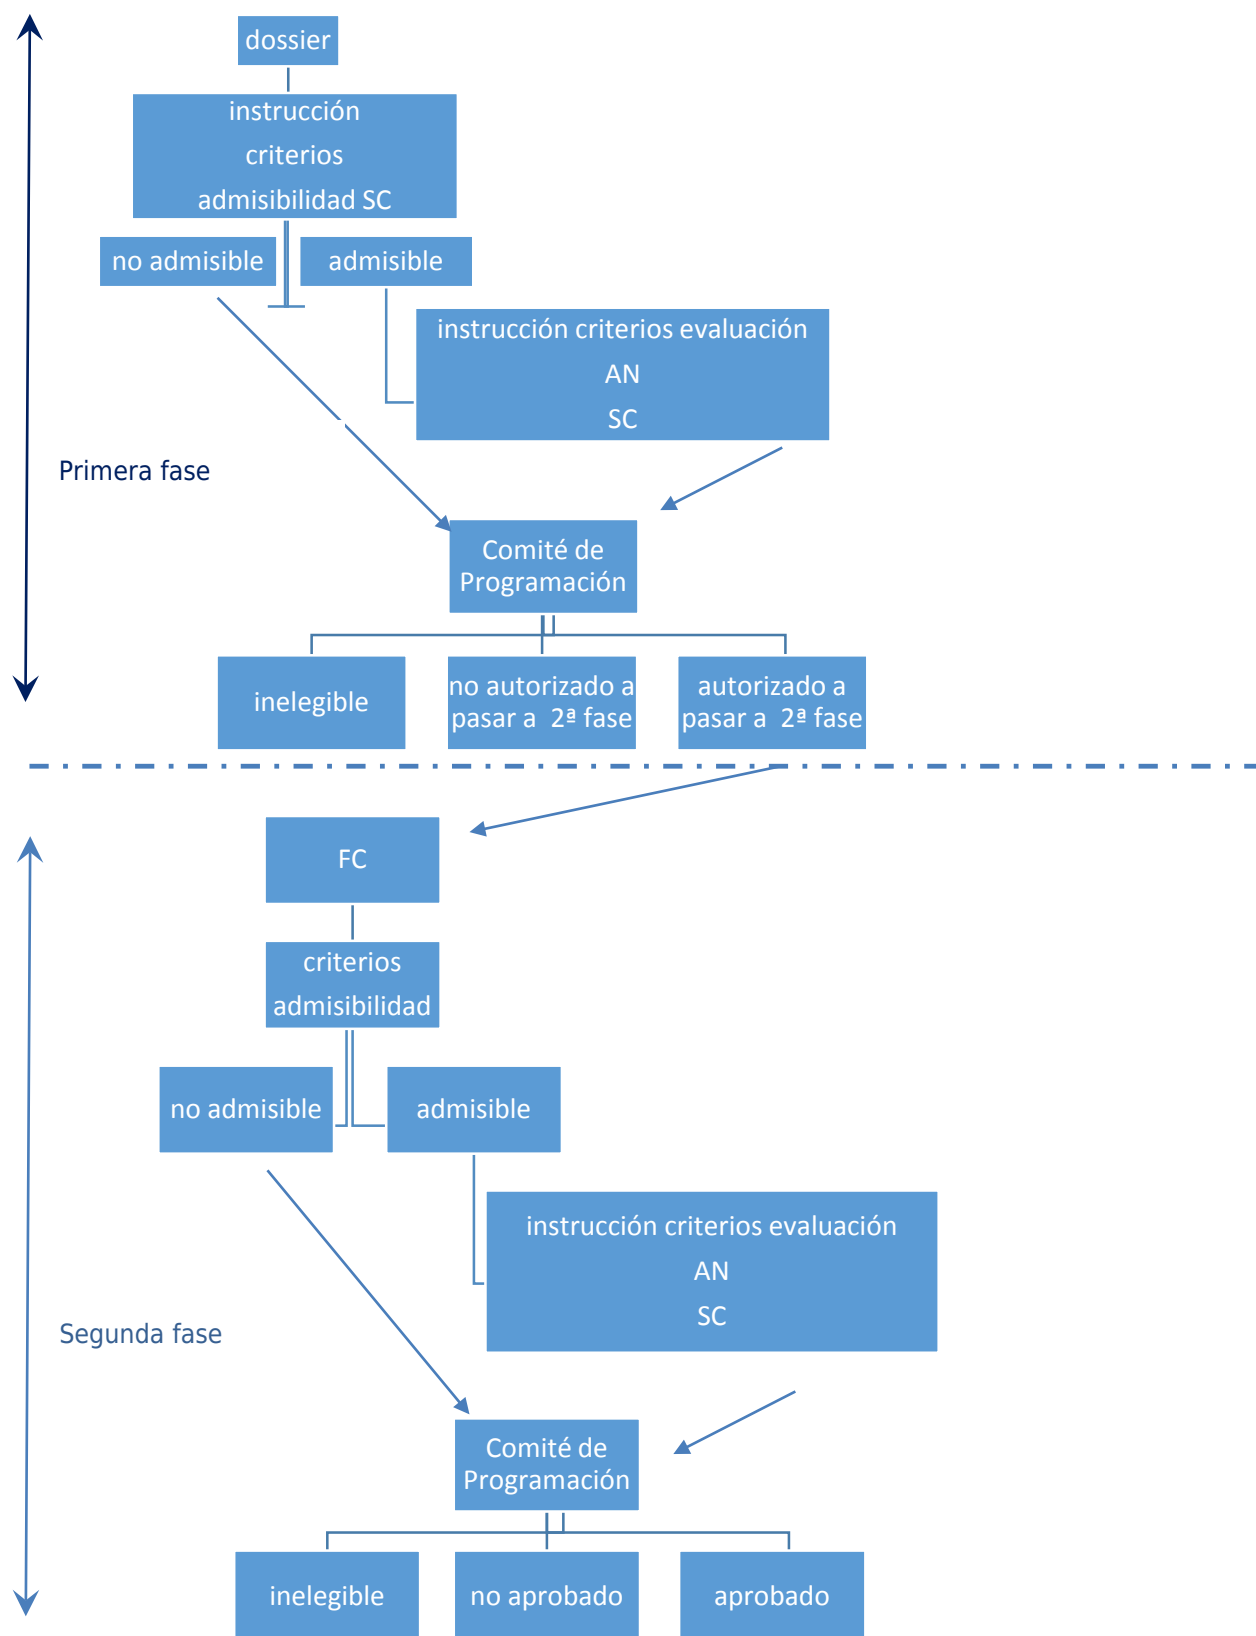 dossier
instrucción
criterios
admisibilidad SC
no admisible
admisible
instrucción criterios evaluación
AN
SC
Primera fase
Comité de
Programación
inelegible
no autorizado a
pasar a 2ª fase
autorizado a
pasar a 2ª fase
FC
criterios
admisibilidad
no admisible
admisible
instrucción criterios evaluación
AN
SC
Segunda fase
Comité de
Programación
inelegible
no aprobado
aprobado